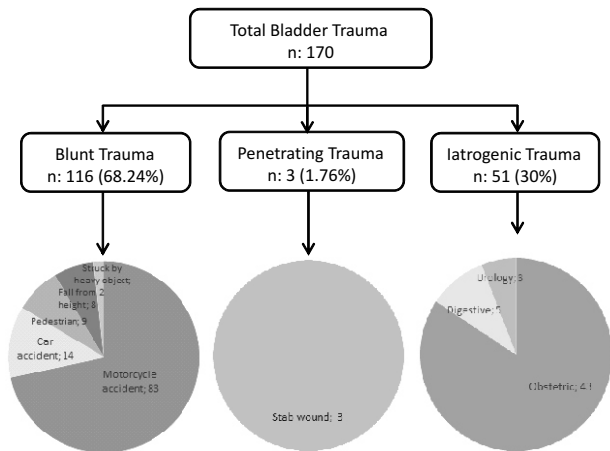 Total Bladder Trauma
n: 170
Blunt Trauma
n: 116 (68.24%)
Penetrating Trauma
n: 3 (1.76%)
Iatrogenic Trauma
n: 51 (30%)
Struck by
heavy object;
2
Fall from
height; 8
Pedestrian; 9
Car
accident; 14
Motorcycle
accident; 83
Stab wound; 3
Urology; 3
Digestive; 5
Obstetric; 43